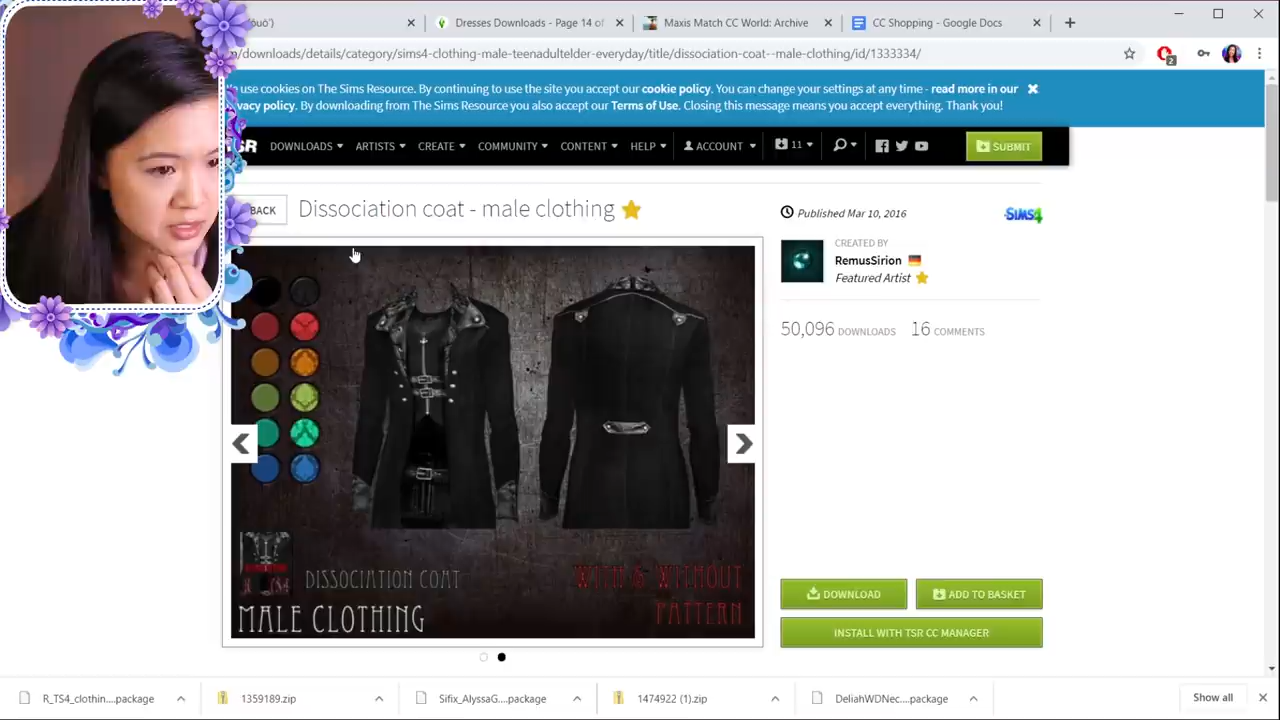 Dresses Downloads - Page 14 of
Maxis Match CC World: Archive
CC Shopping - Google Docs
/downloads/details/category/sims4-clothing-male-teenadultelder-everyday/title/dissociation-coat--male-clothing/id/1333334/
2
use cookies on The Sims Resource. By continuing to use the site you accept our cookie policy. You can change your settings at any time - read more in our
vacy policy. By downloading from The Sims Resource you also accept our Terms of Use. Closing this message means you accept everything. Thank you!
SR DOWNLOADS ARTISTS CREATE COMMUNITY CONTENT HELP ACCOUNT 11 SUBMIT
BACK Dissociation coat - male clothing
Published Mar 10, 2016 SIMS4
CREATED BY
RemusSirion
Featured Artist
50,096 DOWNLOADS 16 COMMENTS
DISSOCIATION COAT
MALE CLOTHING
WITH & WITHOUT
PATTERN
DOWNLOAD ADD TO BASKET
INSTALL WITH TSR CC MANAGER
R_TS4_clothin....package 1359189.zip Sifix_AlyssaG....package 1474922 (1).zip DeliahWDNec....package Show all